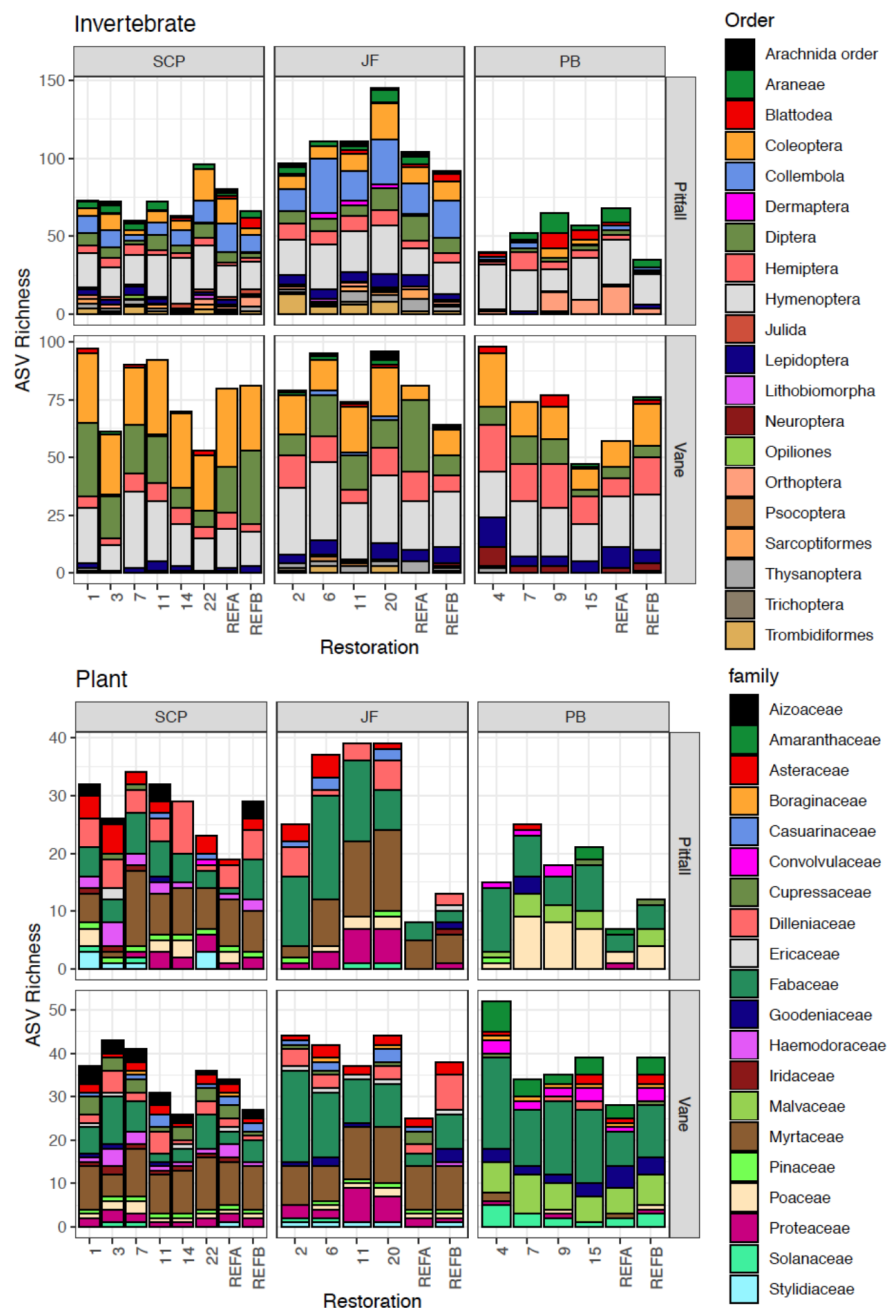 Invertebrate
SCP
JF
PB
150
100
50
0
Pitfall
100
75
50
25
0
Vane
ASV Richness
1
3
7
11
14
22
REFA
REFB
2
6
11
20
REFA
REFB
4
7
9
15
REFA
REFB
Restoration
Order
Arachnida order
Araneae
Blattodea
Coleoptera
Collembola
Dermaptera
Diptera
Hemiptera
Hymenoptera
Julida
Lepidoptera
Lithobiomorpha
Neuroptera
Opiliones
Orthoptera
Psocoptera
Sarcoptiformes
Thysanoptera
Trichoptera
Trombidiformes
Plant
SCP
JF
PB
40
30
20
10
0
Pitfall
50
40
30
20
10
0
Vane
ASV Richness
1
3
7
11
14
22
REFA
REFB
2
6
11
20
REFA
REFB
4
7
9
15
REFA
REFB
Restoration
family
Aizoaceae
Amaranthaceae
Asteraceae
Boraginaceae
Casuarinaceae
Convolvulaceae
Cupressaceae
Dilleniaceae
Ericaceae
Fabaceae
Goodeniaceae
Haemodoraceae
Iridaceae
Malvaceae
Myrtaceae
Pinaceae
Poaceae
Proteaceae
Solanaceae
Stylidiaceae